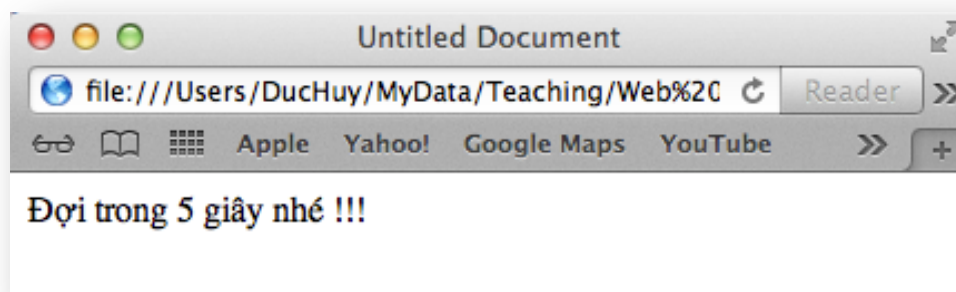 Untitled Document
file:///Users/DucHuy/MyData/Teaching/Web%20 Reader
Apple Yahoo! Google Maps YouTube
Đợi trong 5 giây nhé !!!